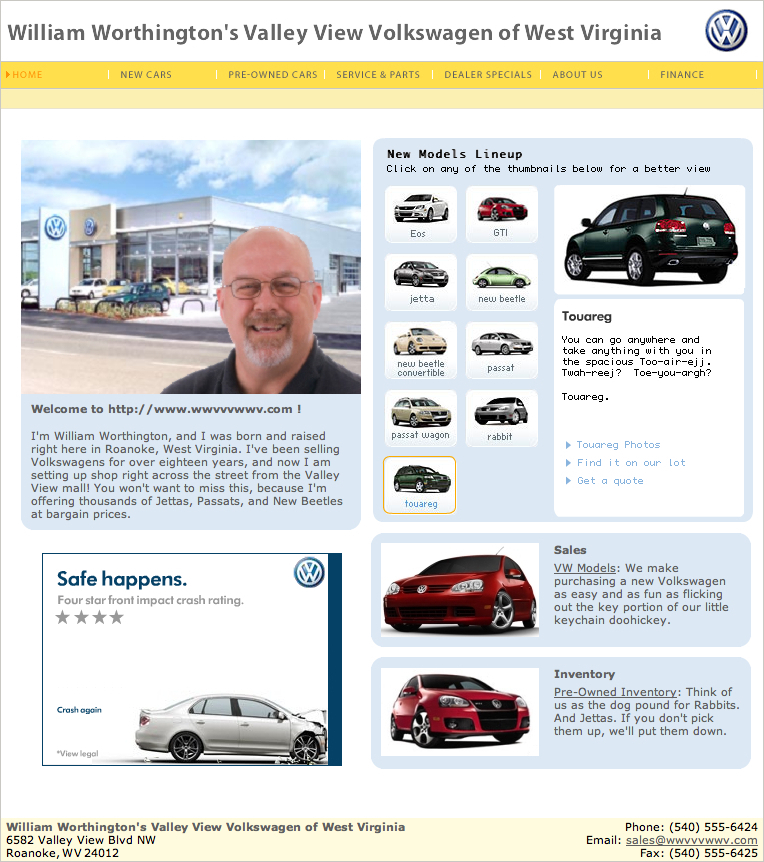 William Worthington's Valley View Volkswagen of West Virginia
HOME
NEW CARS
PRE-OWNED CARS
SERVICE & PARTS
DEALER SPECIALS
ABOUT US
FINANCE
Welcome to http://www.wwvvvwwv.com !
I'm William Worthington, and I was born and raised
right here in Roanoke, West Virginia. I've been selling
Volkswagens for over eighteen years, and now I am
setting up shop right across the street from the Valley
View mall! You won't want to miss this, because I'm
offering thousands of Jettas, Passats, and New Beetles
at bargain prices.
New Models Lineup
Click on any of the thumbnails below for a better view
Eos
GTI
jetta
new beetle
new beetle
convertible
passat
passat wagon
rabbit
touareg
Touareg
You can go anywhere and
take anything with you in
the spacious Too-air-ejj.
Twah-reej? Toe-you-argh?
Touareg.
Touareg Photos
Find it on our lot
Get a quote
Safe happens.
Four star front impact crash rating.
Crash again
*View legal
Sales
VW Models: We make
purchasing a new Volkswagen
as easy and as fun as flicking
out the key portion of our little
keychain doohickey.
Inventory
Pre-Owned Inventory: Think of
us as the dog pound for Rabbits.
And Jettas. If you don't pick
them up, we'll put them down.
William Worthington's Valley View Volkswagen of West Virginia
6582 Valley View Blvd NW
Roanoke, WV 24012
Phone: (540) 555-6424
Email: sales@wwvvvwwv.com
Fax: (540) 555-6425